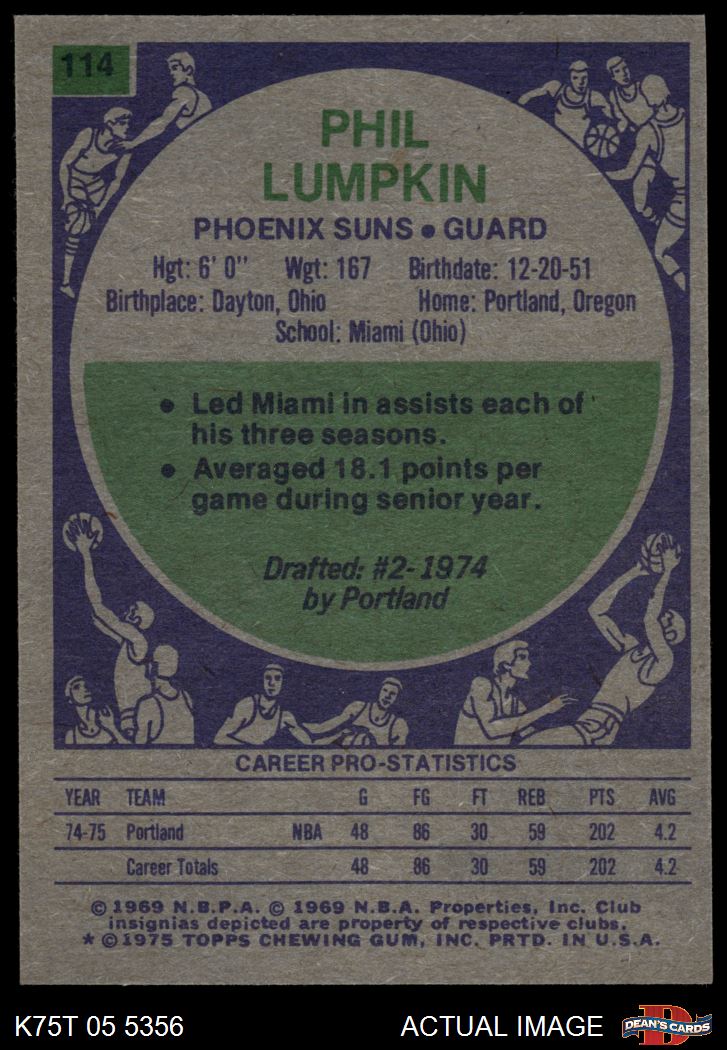 114
PHIL
LUMPKIN
PHOENIX SUNS • GUARD
Hgt: 6' 0" Wgt: 167 Birthdate: 12-20-51
Birthplace: Dayton, Ohio Home: Portland, Oregon
School: Miami (Ohio)
• Led Miami in assists each of
his three seasons.
• Averaged 18.1 points per
game during senior year.
Drafted: #2-1974
by Portland
CAREER PRO-STATISTICS
YEAR TEAM G FG FT REB PTS AVG
74-75 Portland NBA 48 86 30 59 202 4.2
Career Totals 48 86 30 59 202 4.2
© 1969 N.B.P.A. © 1969 N.B.A. Properties, Inc. Club
insignias depicted are property of respective clubs.
* © 1975 TOPPS CHEWING GUM, INC. PRTD. IN U.S.A.
K75T 05 5356 ACTUAL IMAGE D DEAN'S CARDS